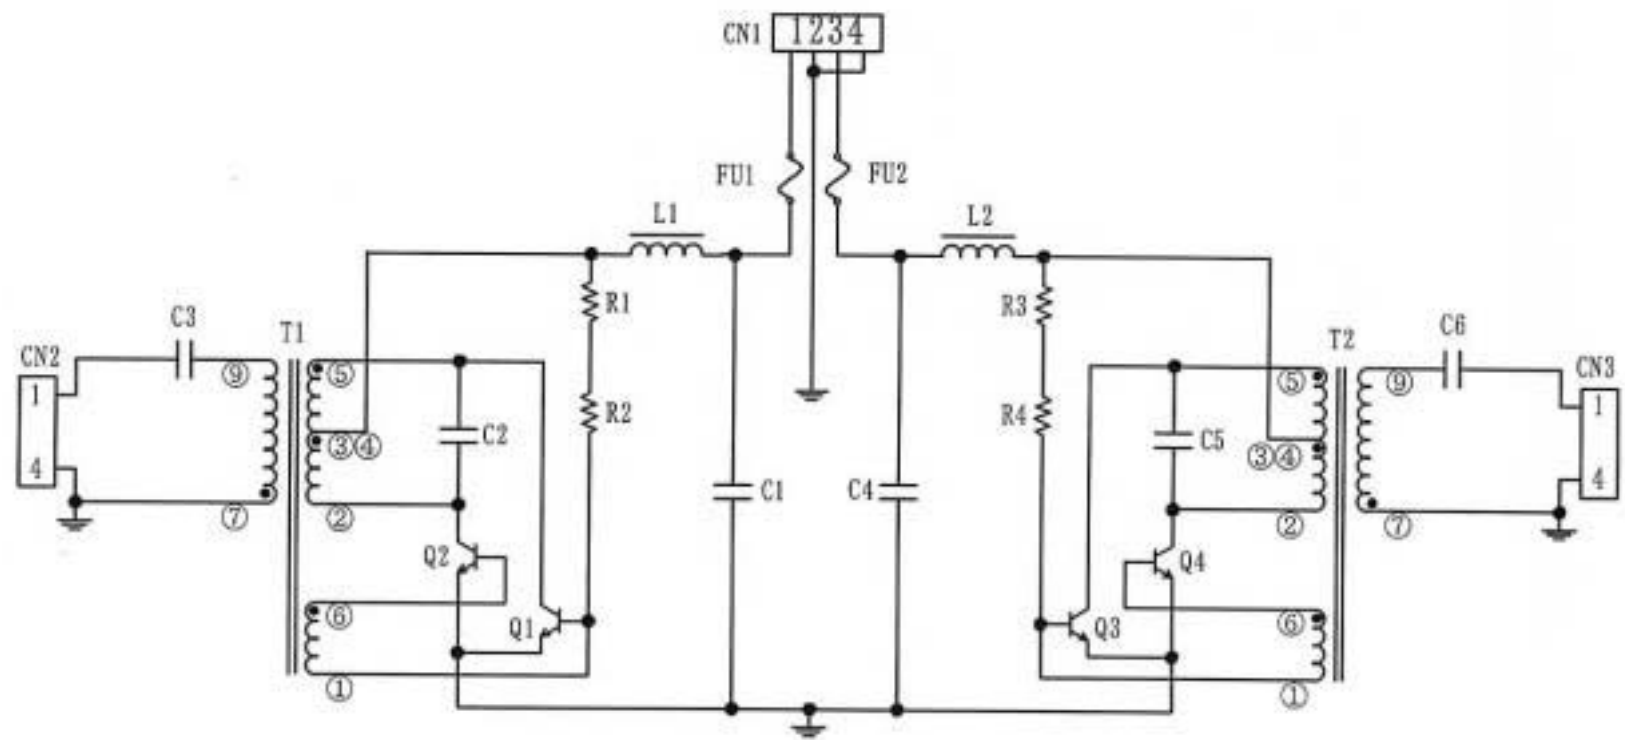 CN1 1234
FU1 FU2
L1 L2
R1 R3
C3 T1 T2 C6
CN2 CN3
⑨ ⑤ ⑤ ⑨
1 R2 R4 1
③④ C2 C5 ③④
4 C1 C4 4
⑦ ② ② ⑦
Q2 Q4
⑥ Q1 Q3 ⑥
① ①